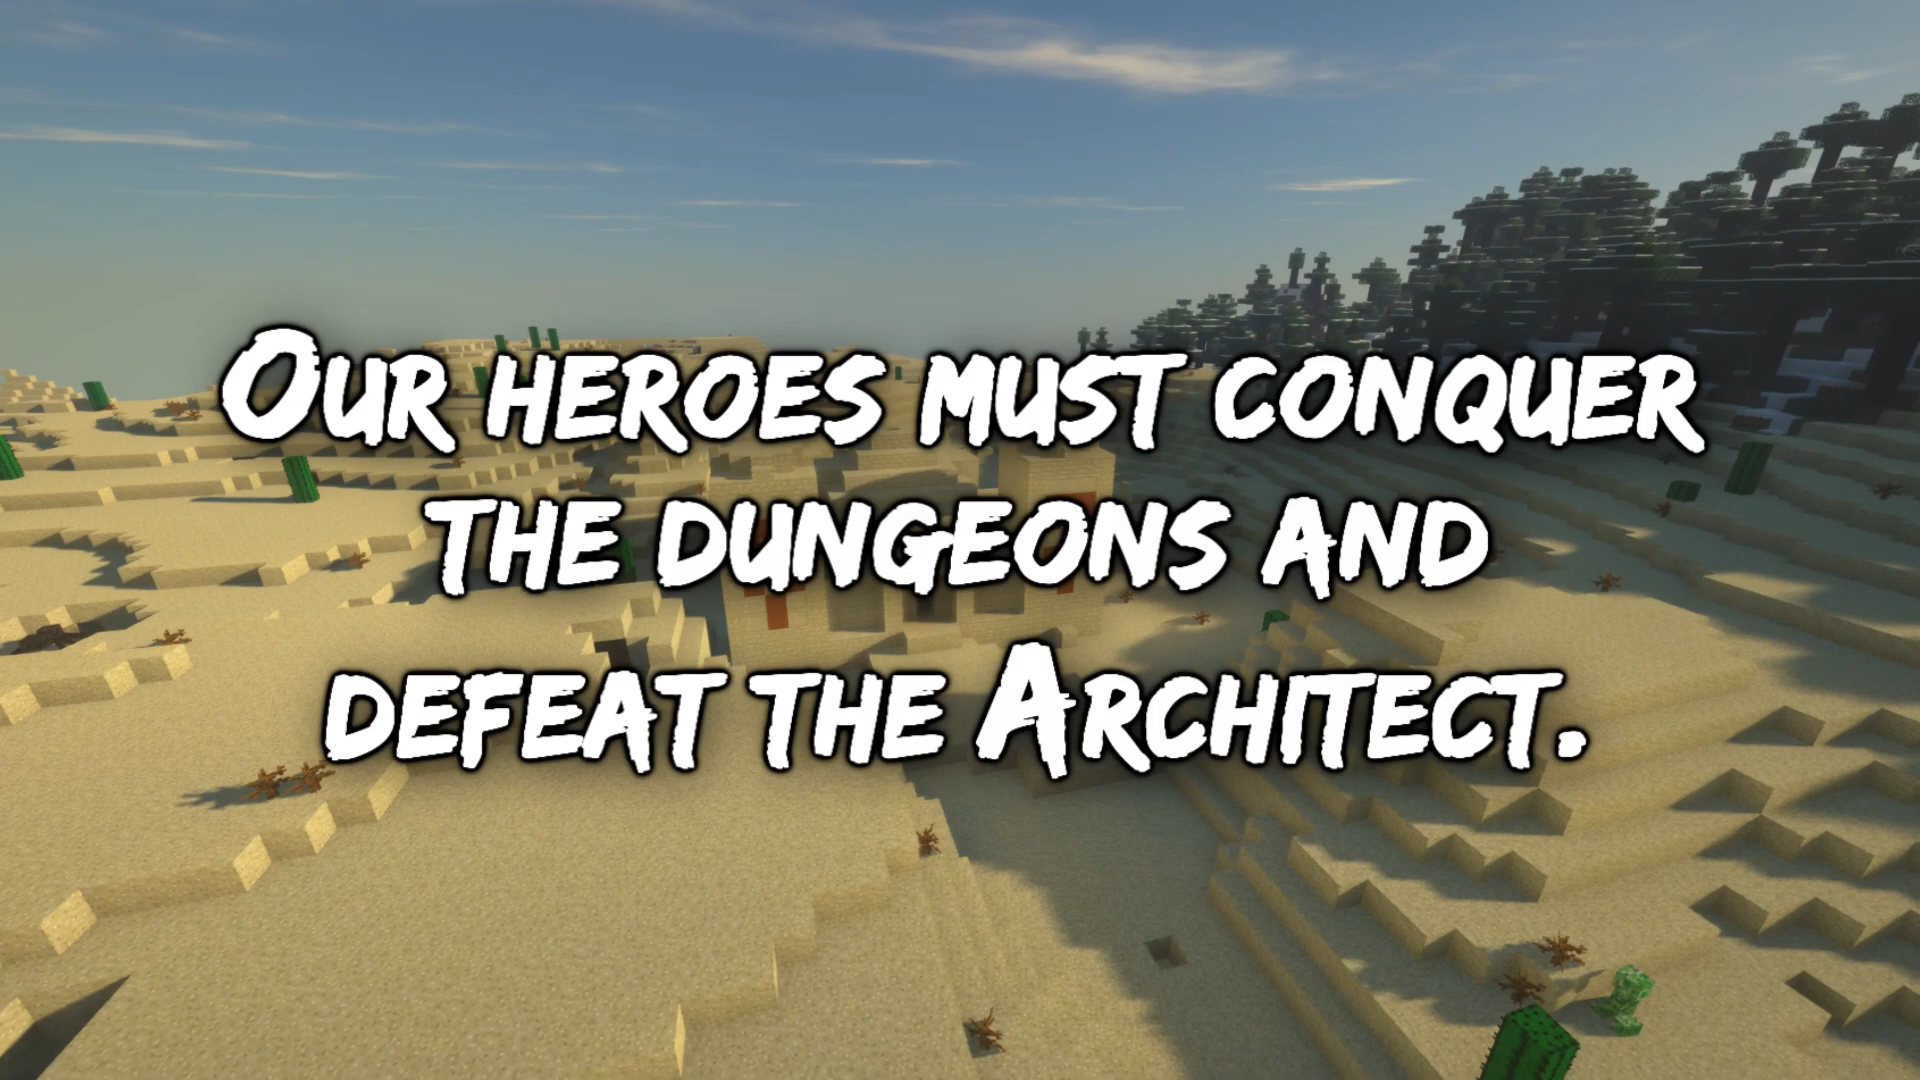 Our heroes must conquer
the dungeons and
defeat the Architect.